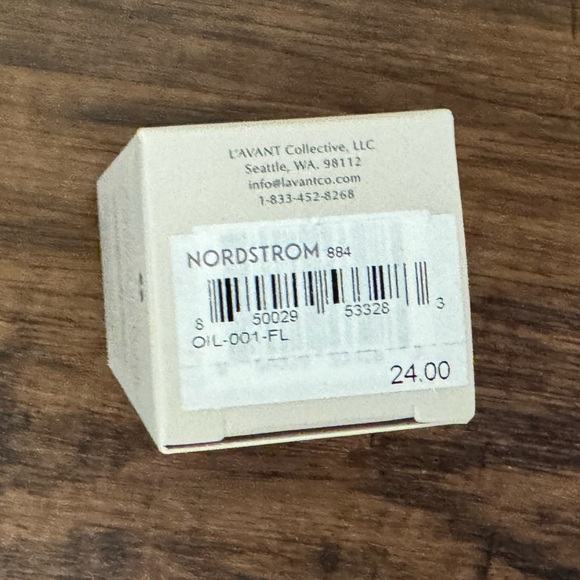 L'AVANT Collective, LLC
Seattle, WA. 98112
info@lavantco.com
1-833-452-8268
NORDSTROM 884
8 50029 53328 3
OIL-001-FL
24.00